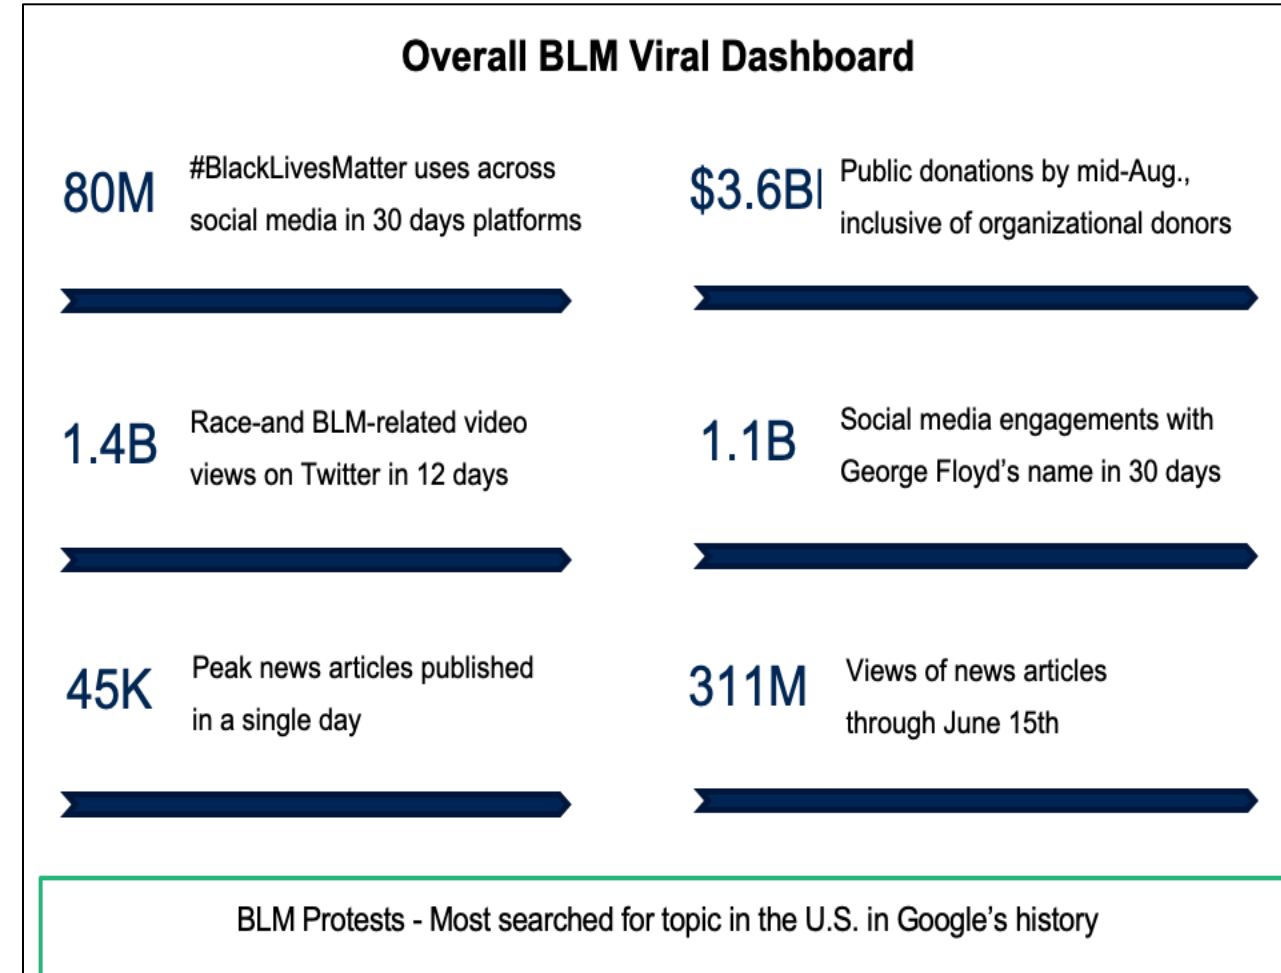 Overall BLM Viral Dashboard
80M
#BlackLivesMatter uses across
social media in 30 days platforms
$3.6B
Public donations by mid-Aug.,
inclusive of organizational donors
1.4B
Race-and BLM-related video
views on Twitter in 12 days
1.1B
Social media engagements with
George Floyd’s name in 30 days
45K
Peak news articles published
in a single day
311M
Views of news articles
through June 15th
BLM Protests - Most searched for topic in the U.S. in Google’s history